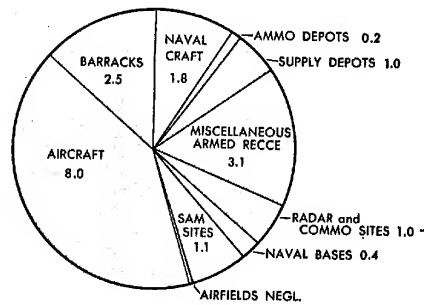 NAVAL
CRAFT
1.8
AMMO DEPOTS 0.2
SUPPLY DEPOTS 1.0
BARRACKS
2.5
MISCELLANEOUS
ARMED RECCE
3.1
AIRCRAFT
8.0
RADAR and
COMMO SITES 1.0
SAM
SITES
1.1
NAVAL BASES 0.4
AIRFIELDS NEGL.